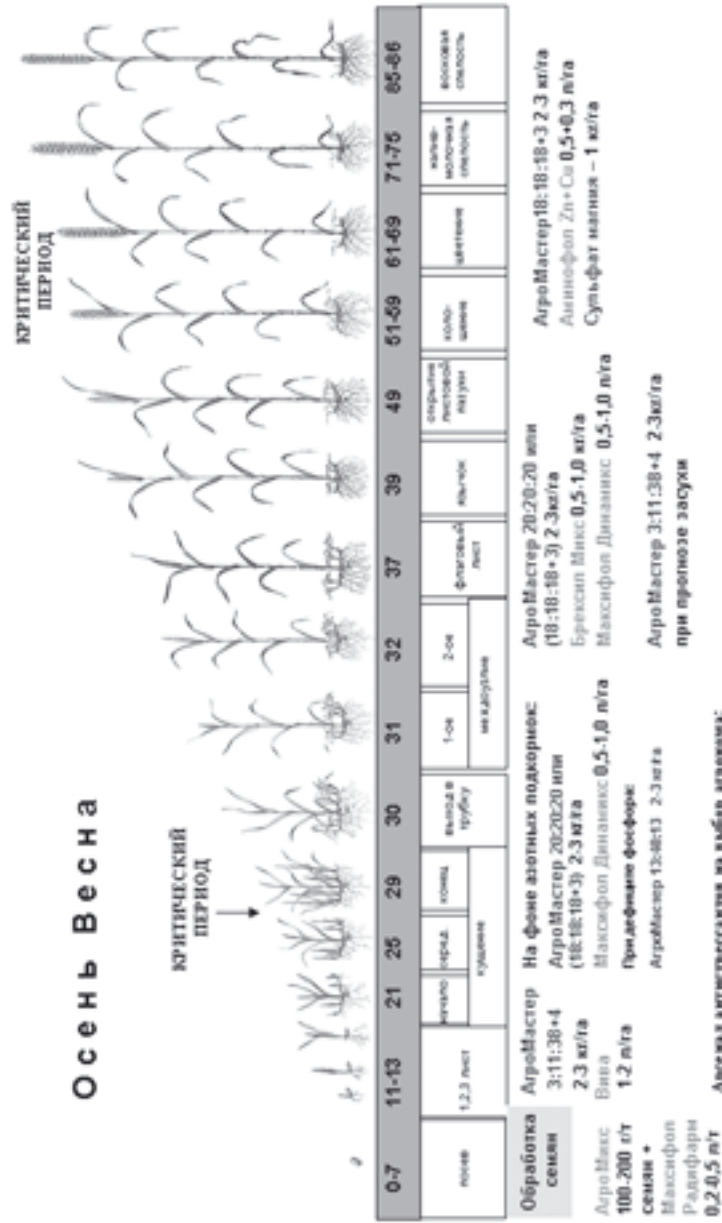 Осень Весна
КРИТИЧЕСКИЙ
ПЕРИОД
КРИТИЧЕСКИЙ
ПЕРИОД
0-7 11-13 21 25 29 30 31 32 37 39 49 51-59 61-69 71-75 85-86
посев
1,2,3 лист
начало
серед.
конец
кущение
выход в
трубку
1-ое
2-ое
междоузлие
флаговый
лист
язычок
открытие
листовой
пазухи
коло-
шение
цветение
налив-
молочная
спелость
восковая
спелость
Обработка
семян
АгроМикс
100-200 г/т
семян +
Максифол
Радифарм
0,2-0,5 л/т
АгроМастер
3:11:38+4
2-3 кг/га
Вива
1-2 л/га
На фоне азотных подкормок:
АгроМастер 20:20:20 или
(18:18:18+3) 2-3 кг/га
Максифол Динамикс 0,5-1,0 л/га
При дефиците фосфора:
АгроМастер 13:40:13 2-3 кг/га
АгроМастер 20:20:20 или
(18:18:18+3) 2-3кг/га
Брексил Микс 0,5-1,0 кг/га
Максифол Динамикс 0,5-1,0 л/га
АгроМастер 3:11:38+4 2-3кг/га
при прогнозе засухи
АгроМастер18:18:18+3 2-3 кг/га
Аминофол Zn+Cu 0,5+0,3 л/га
Сульфат магния – 1 кг/га